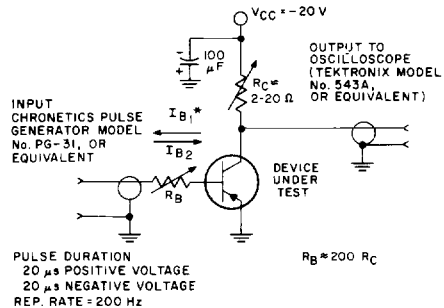 VCC = -20 V
100
μF
-
+
RC ≈
2-20 Ω
OUTPUT TO
OSCILLOSCOPE
(TEKTRONIX MODEL
No. 543A,
OR EQUIVALENT)
INPUT
CHRONETICS PULSE
GENERATOR MODEL
No. PG-31, OR
EQUIVALENT
IB1*
IB2
RB
DEVICE
UNDER
TEST
PULSE DURATION
20 μs POSITIVE VOLTAGE
20 μs NEGATIVE VOLTAGE
REP. RATE = 200 Hz
RB ≈ 200 RC